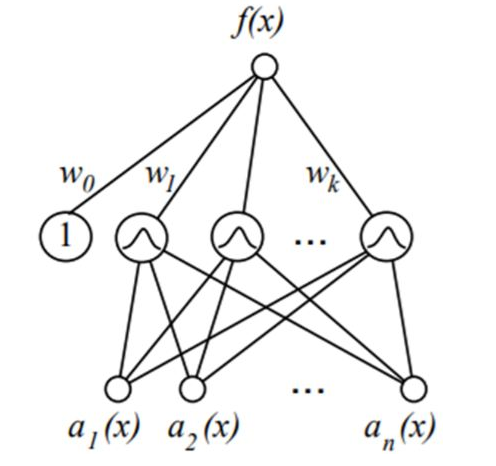 f(x)
w0 w1 wk
1 ...
...
a1(x) a2(x) an(x)